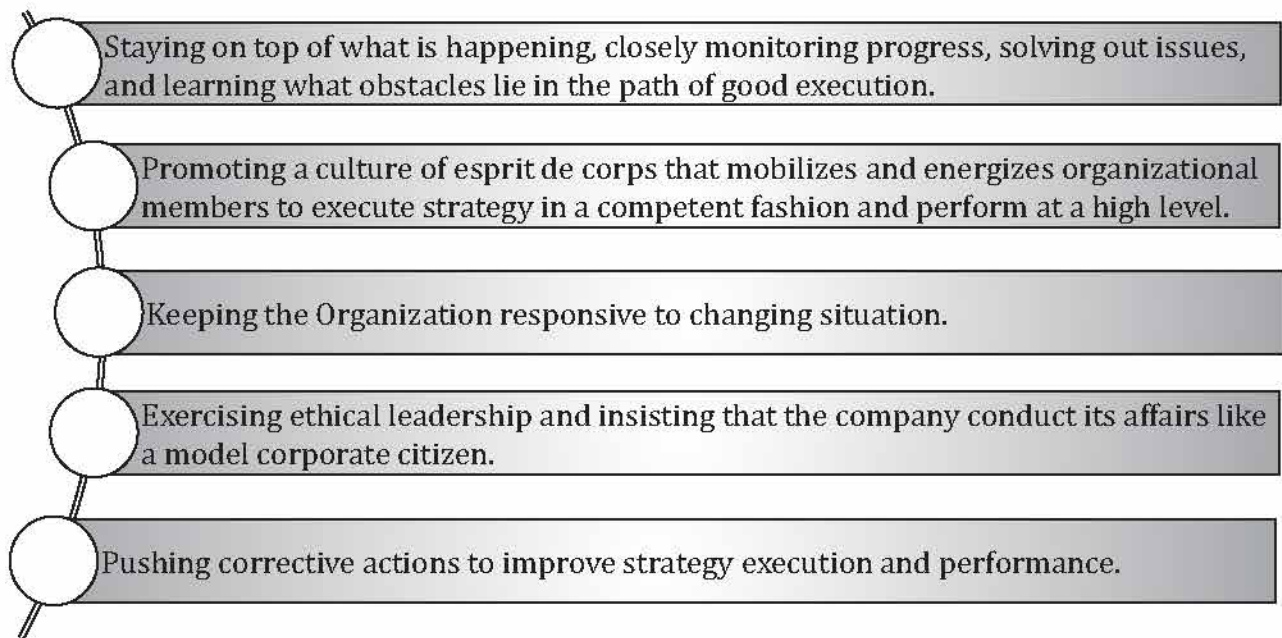 Staying on top of what is happening, closely monitoring progress, solving out issues,
and learning what obstacles lie in the path of good execution.
Promoting a culture of esprit de corps that mobilizes and energizes organizational
members to execute strategy in a competent fashion and perform at a high level.
Keeping the Organization responsive to changing situation.
Exercising ethical leadership and insisting that the company conduct its affairs like
a model corporate citizen.
Pushing corrective actions to improve strategy execution and performance.